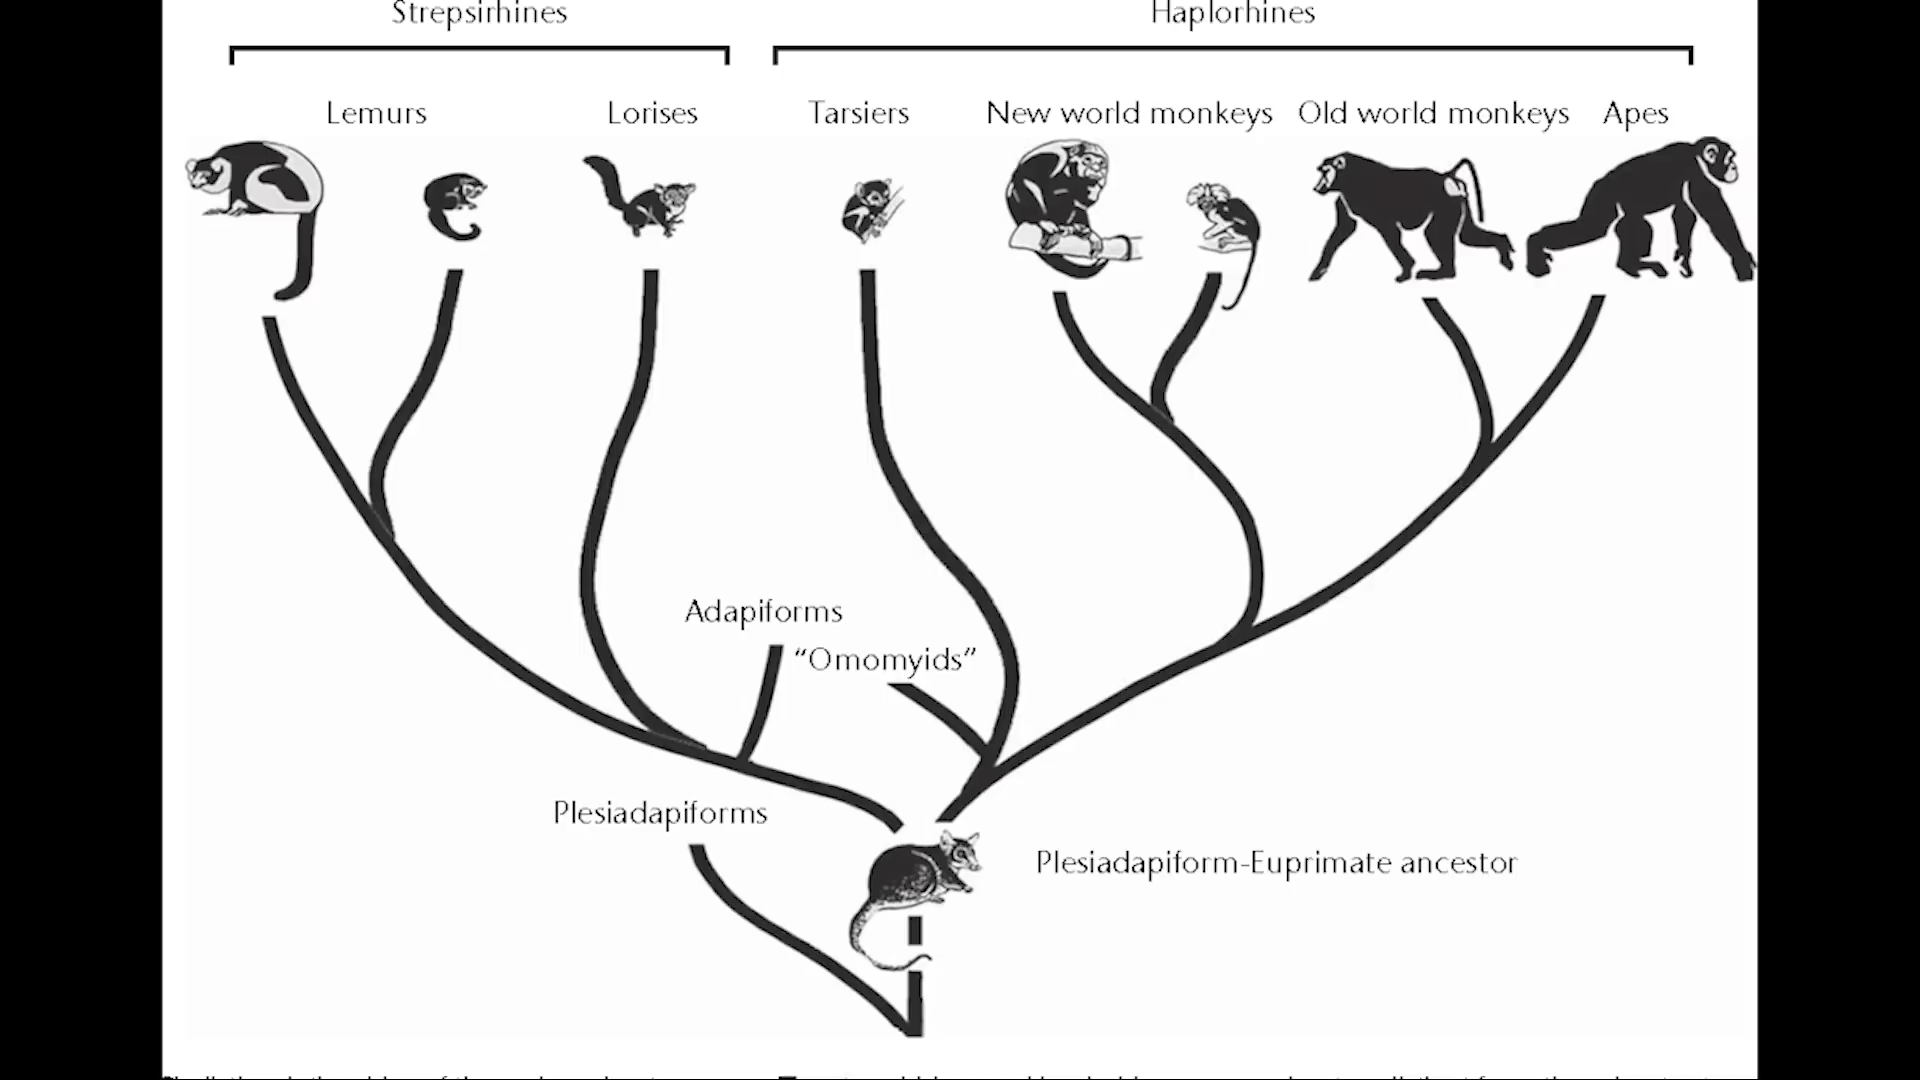 Strepsirhines
Haplorhines
Lemurs
Lorises
Tarsiers
New world monkeys
Old world monkeys
Apes
Adapiforms
"Omomyids"
Plesiadapiforms
Plesiadapiform-Euprimate ancestor